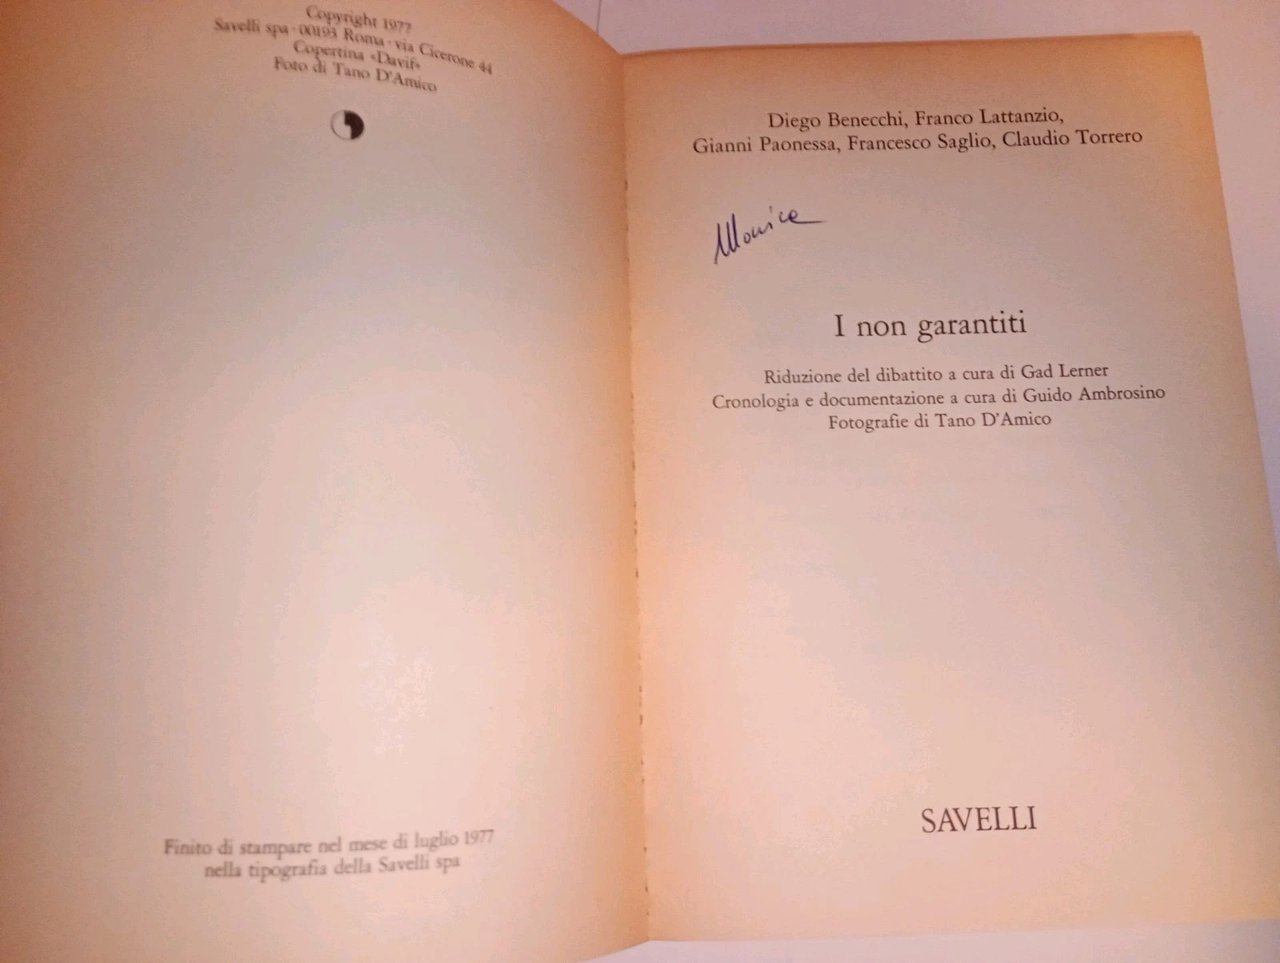 Copyright 1977
Savelli spa · 00193 Roma · via Cicerone 44
Copertina «Davif»
Foto di Tano D'Amico
Finito di stampare nel mese di luglio 1977
nella tipografia della Savelli spa
Diego Benecchi, Franco Lattanzio,
Gianni Paonessa, Francesco Saglio, Claudio Torrero
Monica
I non garantiti
Riduzione del dibattito a cura di Gad Lerner
Cronologia e documentazione a cura di Guido Ambrosino
Fotografie di Tano D'Amico
SAVELLI